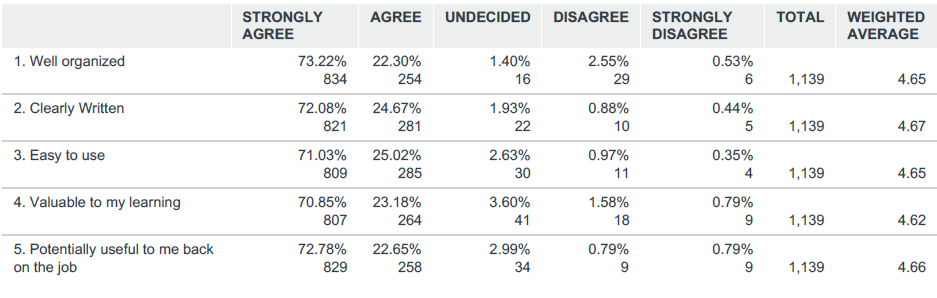 STRONGLY AGREE AGREE UNDECIDED DISAGREE STRONGLY DISAGREE TOTAL WEIGHTED AVERAGE
1. Well organized 73.22% 22.30% 1.40% 2.55% 0.53%
834 254 16 29 6 1,139 4.65
2. Clearly Written 72.08% 24.67% 1.93% 0.88% 0.44%
821 281 22 10 5 1,139 4.67
3. Easy to use 71.03% 25.02% 2.63% 0.97% 0.35%
809 285 30 11 4 1,139 4.65
4. Valuable to my learning 70.85% 23.18% 3.60% 1.58% 0.79%
807 264 41 18 9 1,139 4.62
5. Potentially useful to me back 72.78% 22.65% 2.99% 0.79% 0.79%
on the job 829 258 34 9 9 1,139 4.66